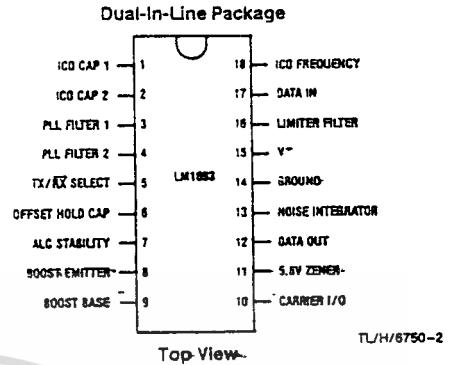 Dual-In-Line Package
ICO CAP 1 1 18 ICO FREQUENCY
ICO CAP 2 2 17 DATA IN
PLL FILTER 1 3 16 LIMITER FILTER
PLL FILTER 2 4 15 V+
TX/RX SELECT 5 LM1893 14 GROUND
OFFSET HOLD CAP 6 13 NOISE INTEGRATOR
ALC STABILITY 7 12 DATA OUT
BOOST EMITTER 8 11 5.6V ZENER
BOOST BASE 9 10 CARRIER I/O
Top View
TL/H/6750-2